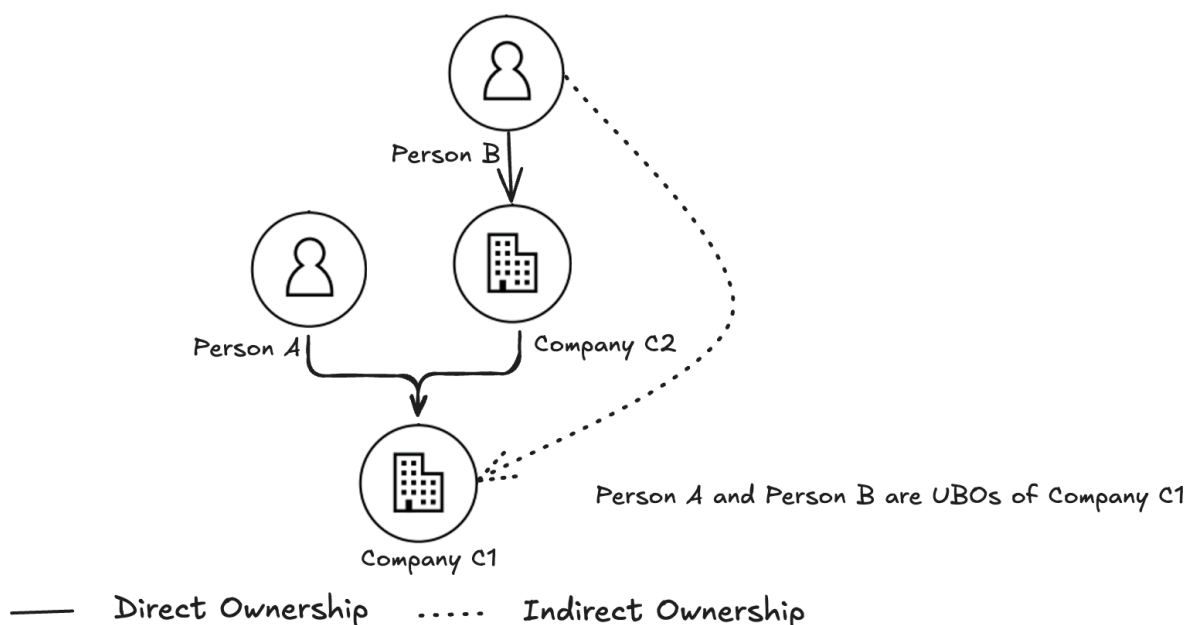 Person B
Person A
Company C2
Person A and Person B are UBOs of Company C1
Company C1
Direct Ownership
Indirect Ownership